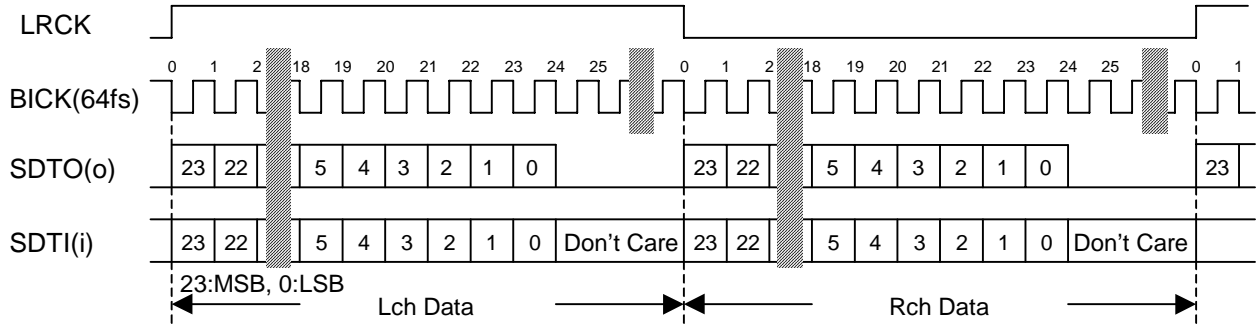 LRCK
0 1 2 18 19 20 21 22 23 24 25 0 1 2 18 19 20 21 22 23 24 25 0 1
BICK(64fs)
SDTO(o) 23 22 5 4 3 2 1 0 23 22 5 4 3 2 1 0 23
SDTI(i) 23 22 5 4 3 2 1 0 Don't Care 23 22 5 4 3 2 1 0 Don't Care
23:MSB, 0:LSB
Lch Data Rch Data